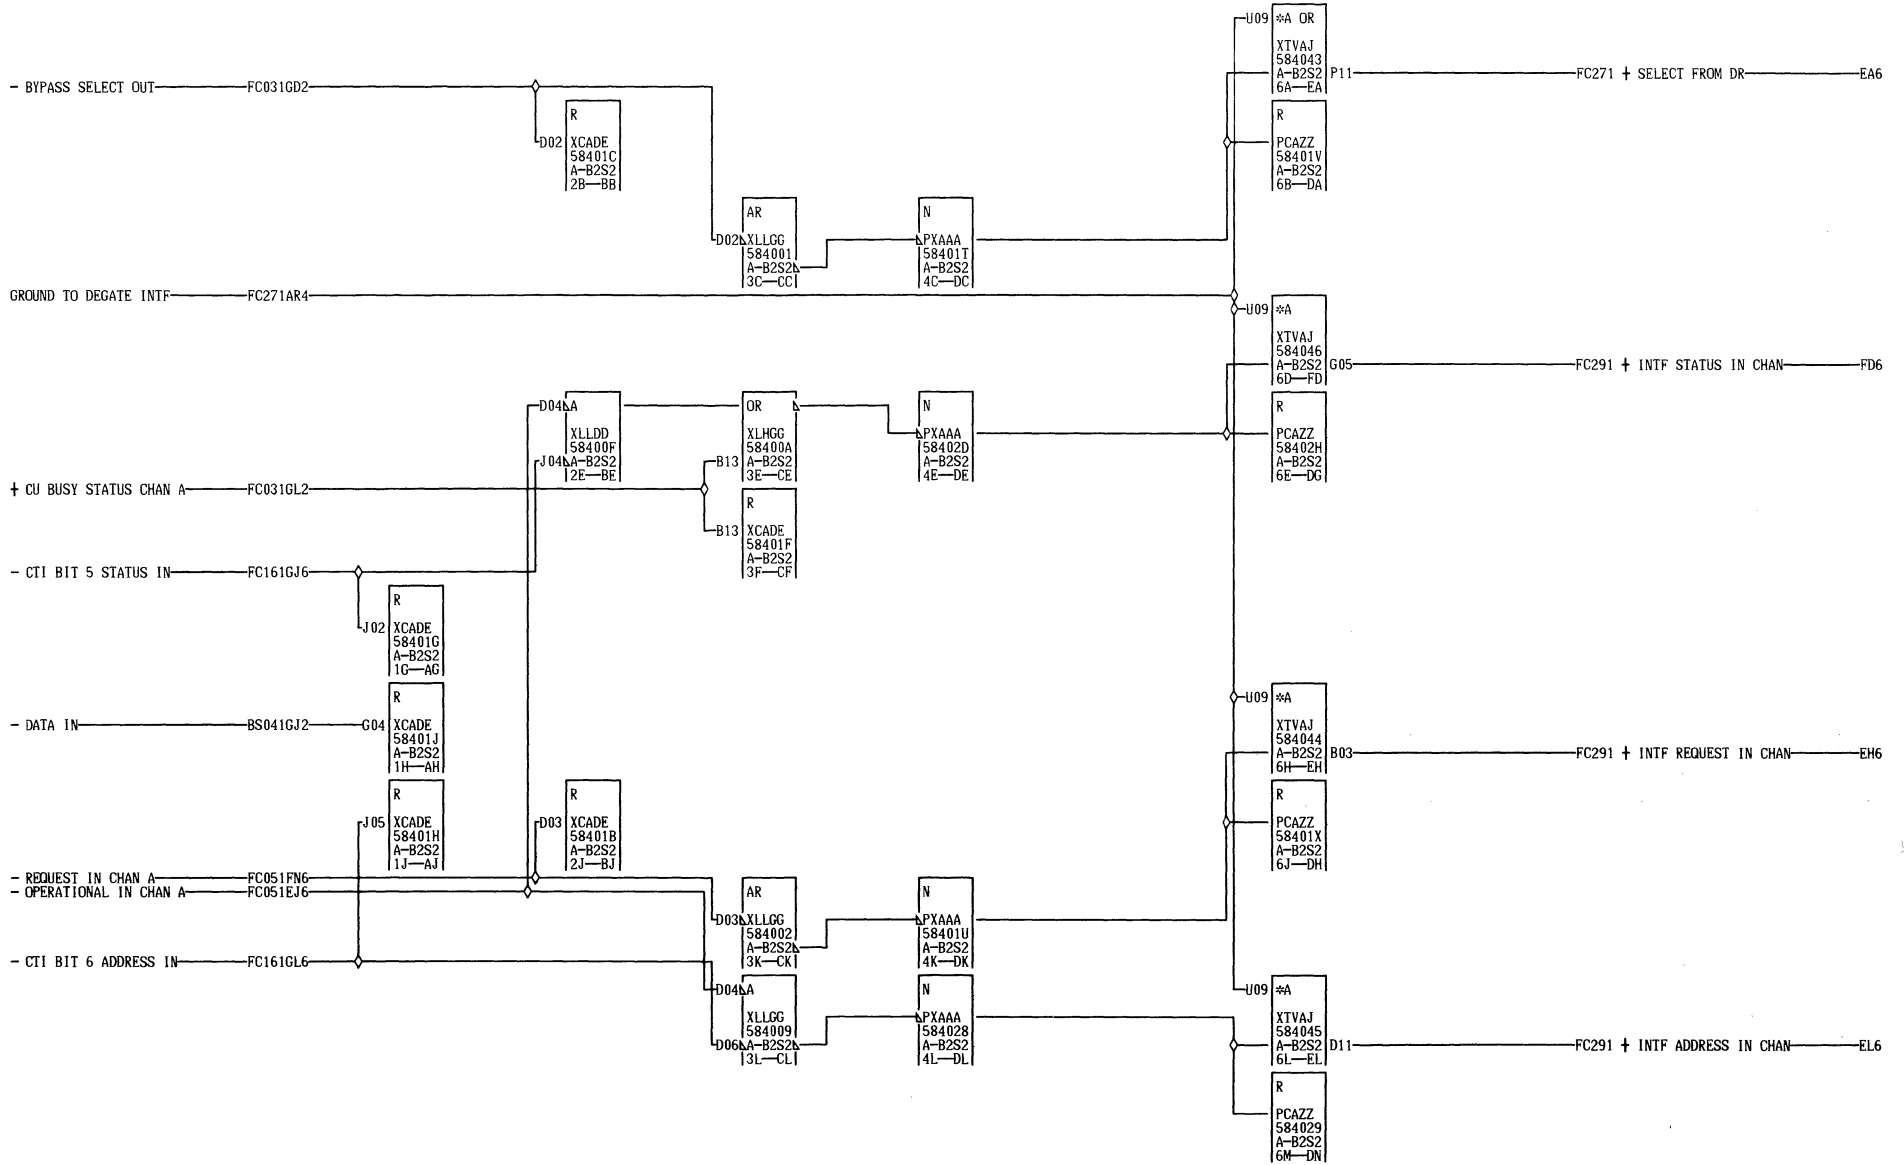 U09 *A OR
XTVAJ
584043
A-B2S2 P11 FC271 + SELECT FROM DR EA6
6A—EA
- BYPASS SELECT OUT FC031GD2
R
D02 XCADE
58401C
A-B2S2
2B—BB
R
PCAZZ
58401V
A-B2S2
6B—DA
AR
D02 XLLGG
584001
A-B2S2
3C—CC
N
PXAAA
58401T
A-B2S2
4C—DC
GROUND TO DEGATE INTF FC271AR4
U09 *A
XTVAJ
584046
A-B2S2 G05 FC291 + INTF STATUS IN CHAN FD6
6D—FD
D04 A
XLLDD
58400F
J04 A-B2S2
2E—BE
OR
XLHGG
58400A
B13 A-B2S2
3E—CE
N
PXAAA
58402D
A-B2S2
4E—DE
R
PCAZZ
58402H
A-B2S2
6E—DG
+ CU BUSY STATUS CHAN A FC031GL2
R
B13 XCADE
58401F
A-B2S2
3F—CF
- CTI BIT 5 STATUS IN FC161GJ6
R
J02 XCADE
58401G
A-B2S2
1G—AG
- DATA IN BS041GJ2 G04
R
XCADE
58401J
A-B2S2
1H—AH
U09 *A
XTVAJ
584044
A-B2S2 B03 FC291 + INTF REQUEST IN CHAN EH6
6H—EH
R
J05 XCADE
58401H
A-B2S2
1J—AJ
R
D03 XCADE
58401B
A-B2S2
2J—BJ
R
PCAZZ
58401X
A-B2S2
6J—DH
- REQUEST IN CHAN A FC051FN6
- OPERATIONAL IN CHAN A FC051EJ6
AR
D03 XLLGG
584002
A-B2S2
3K—CK
N
PXAAA
58401U
A-B2S2
4K—DK
- CTI BIT 6 ADDRESS IN FC161GL6
D04 A
XLLGG
584009
D06 A-B2S2
3L—CL
N
PXAAA
584028
A-B2S2
4L—DL
U09 *A
XTVAJ
584045
A-B2S2 D11 FC291 + INTF ADDRESS IN CHAN EL6
6L—EL
R
PCAZZ
584029
A-B2S2
6M—DN